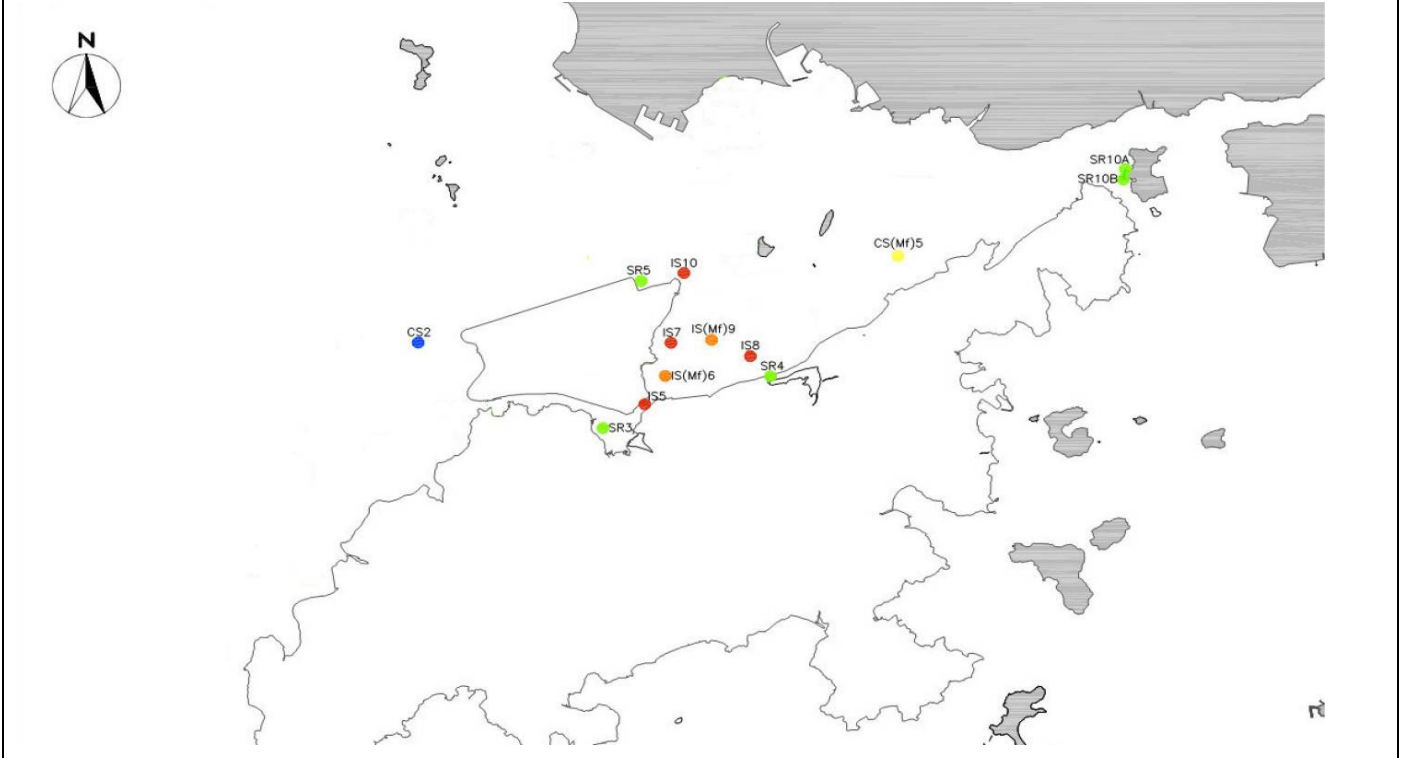 N
SR10A
SR10B
CS(Mf)5
IS10
SR5
CS2
IS7
IS(Mf)9
IS8
SR4
IS(Mf)6
IS5
SR3